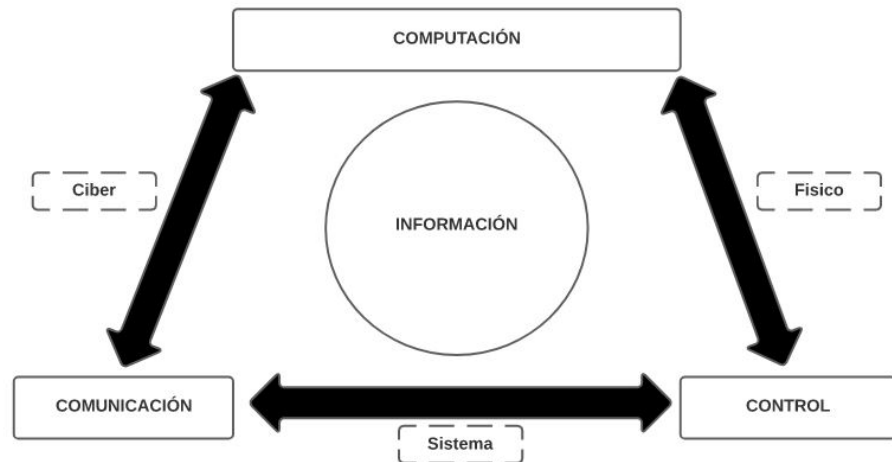 COMPUTACIÓN
Ciber
Fisico
INFORMACIÓN
COMUNICACIÓN
CONTROL
Sistema